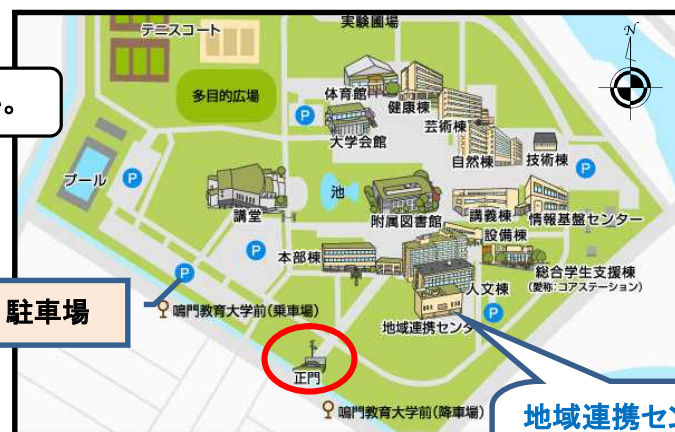 実験圃場
テニスコート
N
。
多目的広場
体育館
健康棟
P
大学会館
芸術棟
自然棟
技術棟
P
プール
P
講堂
池
附属図書館
講義棟
情報基盤センター
設備棟
本部棟
P
総合学生支援棟
(愛称:コアステーション)
P
人文棟
駐車場
鳴門教育大学前(乗車場)
P
地域連携センタ
正門
鳴門教育大学前(降車場)
地域連携セン